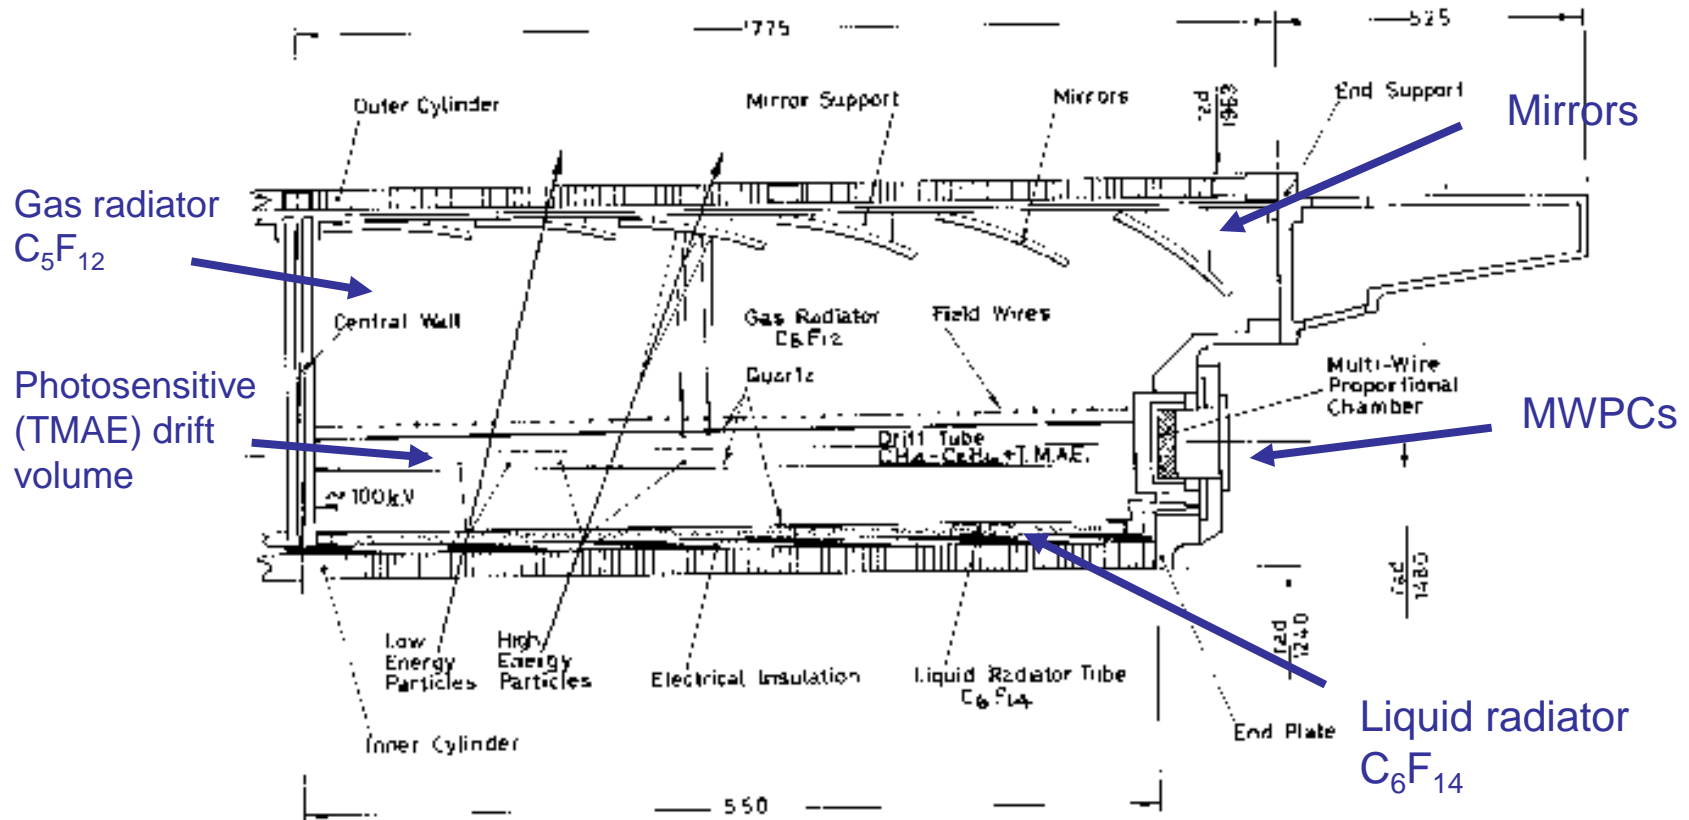 1775
525
Outer Cylinder
Mirror Support
Mirrors
rad
End Support
Mirrors
Gas radiator
C₅F₁₂
Central Wall
Gas Radiator
C₅F₁₂
Field Wires
Quartz
Multi-Wire
Proportional
Chamber
Photosensitive
(TMAE) drift
volume
MWPCs
Drift Tube
~100kV
Low
Energy
Particles
High
Energy
Particles
Electrical Insulation
Liquid Radiator Tube
C₆F₁₄
rad
1240
rad
1480
Inner Cylinder
End Plate
Liquid radiator
C₆F₁₄
550